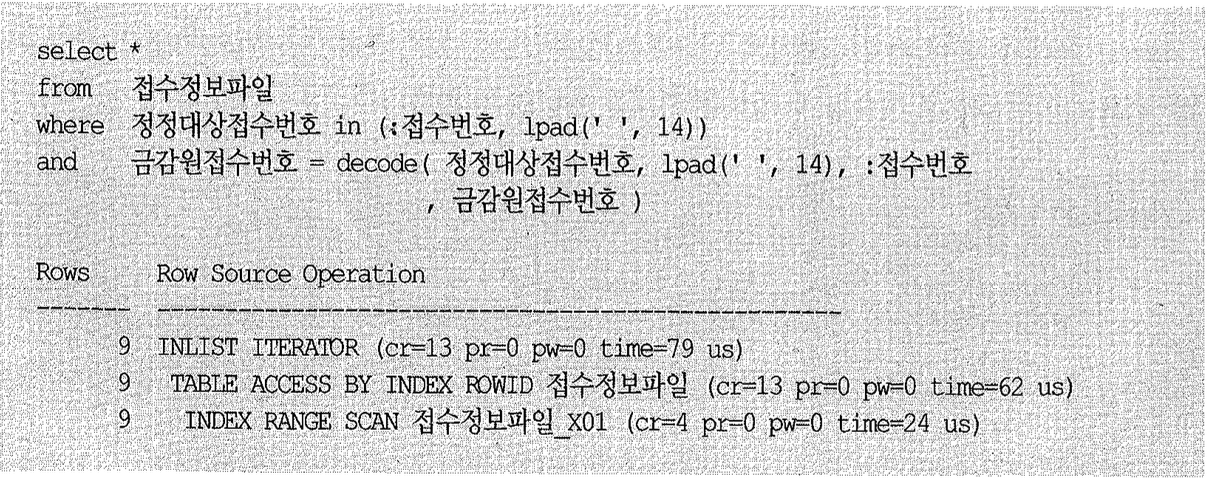 select *
from 접수정보파일
where 정정대상접수번호 in (:접수번호, lpad(' ', 14))
and 금감원접수번호 = decode( 정정대상접수번호, lpad(' ', 14), :접수번호
, 금감원접수번호 )
Rows Row Source Operation
------- ---------------------------------------------------
9 INLIST ITERATOR (cr=13 pr=0 pw=0 time=79 us)
9 TABLE ACCESS BY INDEX ROWID 접수정보파일 (cr=13 pr=0 pw=0 time=62 us)
9 INDEX RANGE SCAN 접수정보파일_X01 (cr=4 pr=0 pw=0 time=24 us)